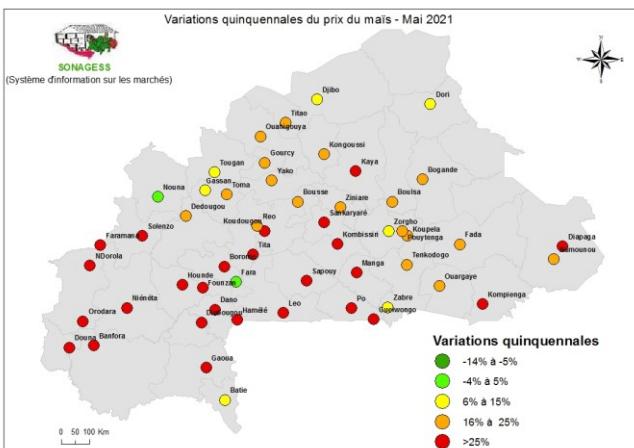 Variations quinquennales du prix du maïs - Mai 2021
SONAGESS
(Système d'information sur les marchés)
Djibo
Dori
Titao
Ouahigouya
Kongoussi
Gourcy
Kaya
Tougan
Yako
Bogande
Gassan
Nouna
Toma
Bousse
Ziniare
Boulsa
Dedougou
Sankaryaré
Zorgho
Koudougou
Reo
Koupela
Pouytenga
Solenzo
Faramana
Kombissiri
Fada
Diapaga
Tita
Namounou
NDorola
Boromo
Tenkodogo
Fara
Manga
Hounde
Founzan
Sapouy
Ouargaye
Niénéta
Dano
Leo
Po
Zabre
Kompienga
Orodara
Hamélé
Guelwongo
Douna
Banfora
Gaoua
Batie
Variations quinquennales
-14% à -5%
-4% à 5%
6% à 15%
16% à 25%
>25%
0 50 100 Km